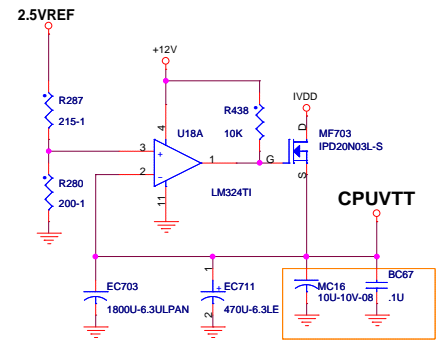 2.5VREF
+12V
R287
215-1
R438
10K
IVDD
4
U18A
D
MF703
IPD20N03L-S
3
+
1
G
2
-
S
R280
200-1
11
LM324TI
CPUVTT
EC703
1800U-6.3ULPAN
1
+
EC711
470U-6.3LE
2
MC16
10U-10V-08
BC67
.1U